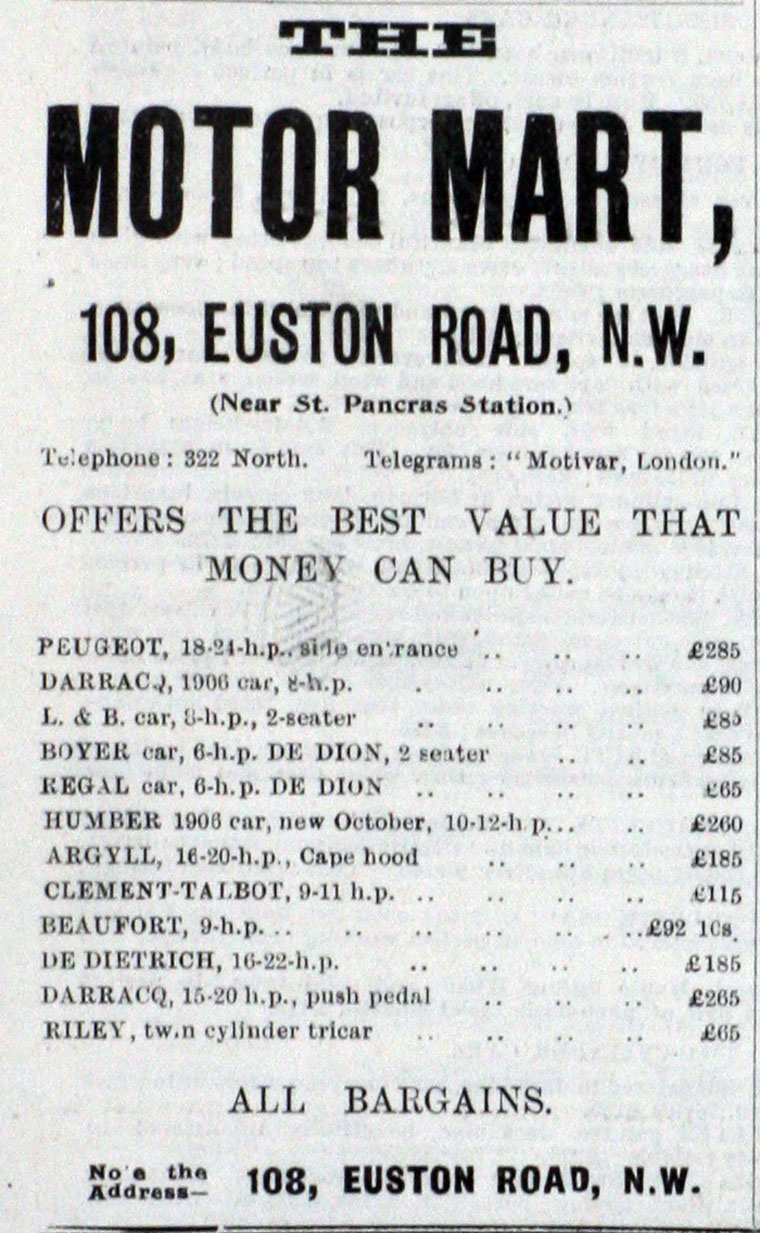 THE
MOTOR MART,
108, EUSTON ROAD, N.W.
(Near St. Pancras Station.)
Telephone: 322 North. Telegrams: "Motivar, London."
OFFERS THE BEST VALUE THAT
MONEY CAN BUY.
PEUGEOT, 18-24-h.p., side entrance .. .. .. £285
DARRACQ, 1906 car, 8-h.p. . .. .. .. £90
L. & B. car, 8-h.p., 2-seater .. .. .. .. £85
BOYER car, 6-h.p. DE DION, 2 seater .. .. £85
REGAL car, 6-h.p. DE DION .. .. .. .. £65
HUMBER 1906 car, new October, 10-12-h.p... .. .. £260
ARGYLL, 16-20-h.p., Cape hood .. .. .. £185
CLEMENT-TALBOT, 9-11 h.p. .. .. .. .. £115
BEAUFORT, 9-h.p. .. .. .. .. .. ..£92 10s.
DE DIETRICH, 16-22-h.p. .. .. .. .. £185
DARRACQ, 15-20 h.p., push pedal .. .. .. £265
RILEY, twin cylinder tricar .. .. .. .. £65
ALL BARGAINS.
Note the
Address—
108, EUSTON ROAD, N.W.